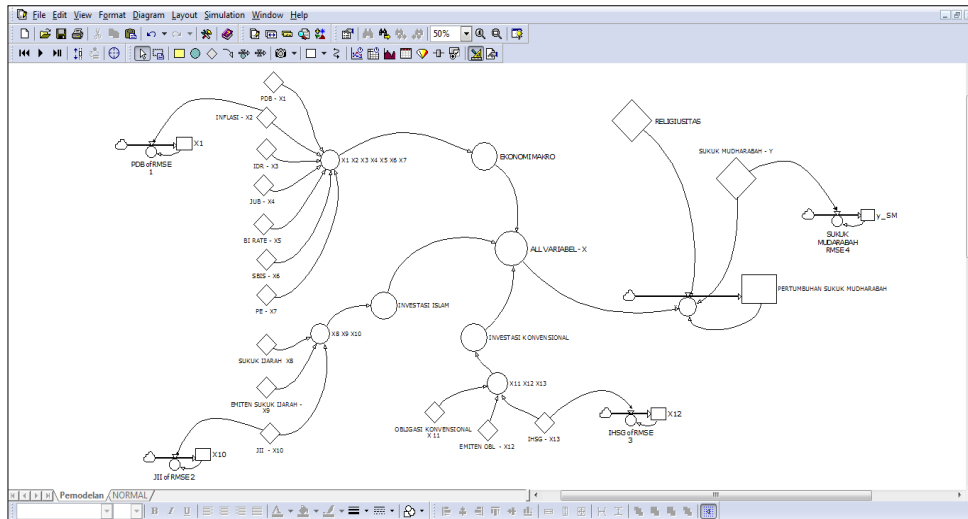 File Edit View Format Diagram Layout Simulation Window Help
50%
PDB - X1
INFLASI - X2
X1
PDB ofRMSE
1
IDR - X3
JUB - X4
BI RATE - X5
SBIS - X6
PE - X7
X1 X2 X3 X4 X5 X6 X7
EKONOMI MAKRO
RELIGIUSITAS
SUKUK MUDHARABAH - Y
y_SM
SUKUK
MUDARABAH
RMSE 4
ALL VARIABEL - X
PERTUMBUHAN SUKUK MUDHARABAH
INVESTASI ISLAM
X8 X9 X10
INVESTASI KONVENSIONAL
SUKUK IJARAH X8
EMITEN SUKUK IJARAH -
X9
X11 X12 X13
OBLIGASI KONVENSIONAL
X 11
EMITEN OBL - X12
IHSG - X13
X12
IHSG ofRMSE
3
JII - X10
X10
JII of RMSE 2
Pemodelan NORMAL
B I U